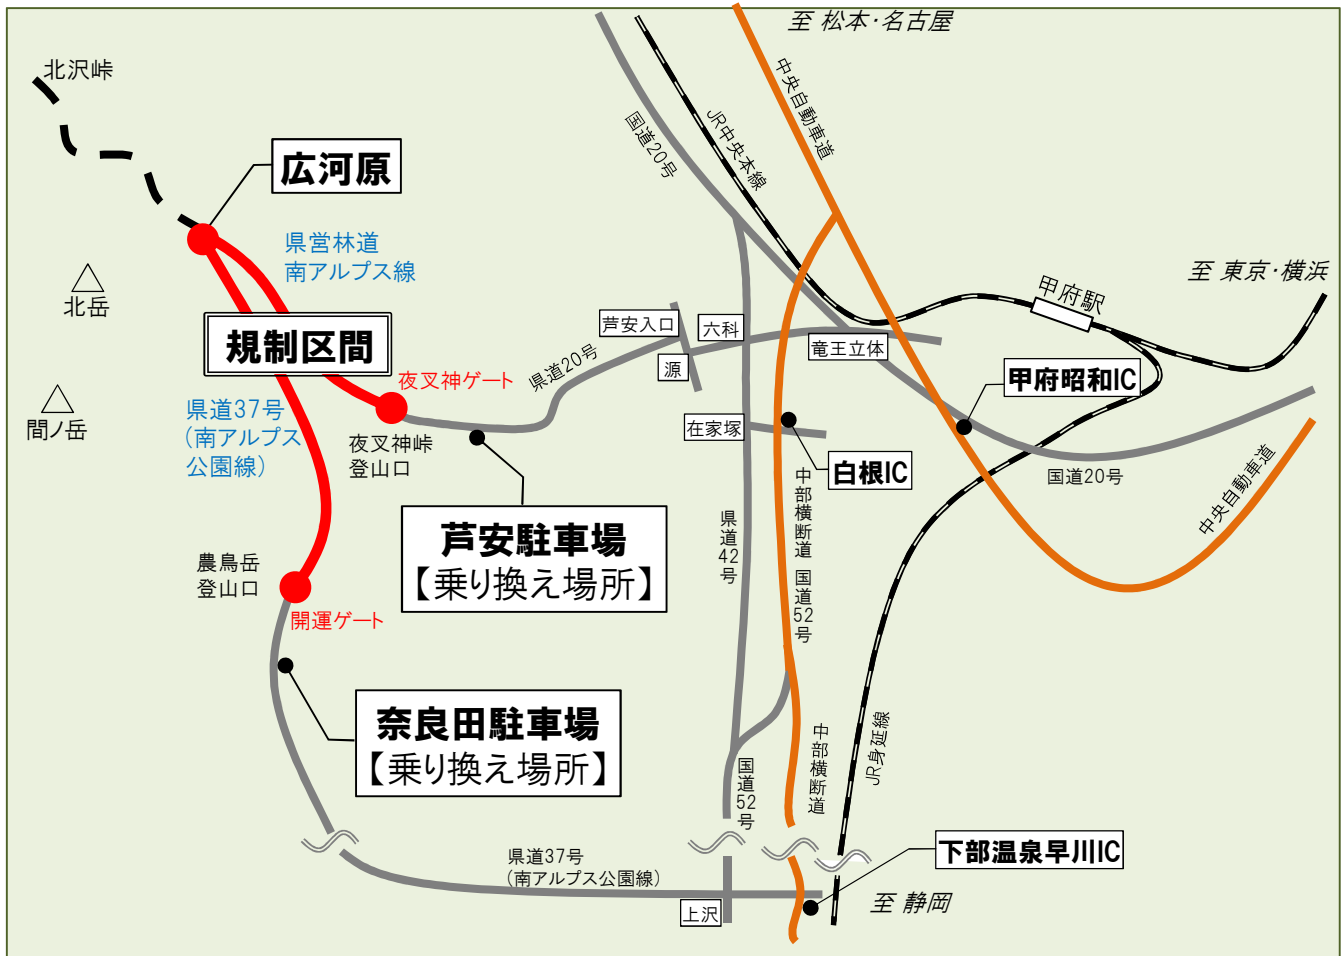 至 松本・名古屋
北沢峠
中央自動車道
JR中央本線
国道20号
広河原
県営林道
南アルプス線
至 東京・横浜
北岳
甲府駅
芦安入口
六科
規制区間
竜王立体
源
県道20号
夜叉神ゲート
甲府昭和IC
間ノ岳
県道37号
(南アルプス
公園線)
在家塚
夜叉神峠
登山口
白根IC
国道20号
中央自動車道
中部横断道
国道52号
県道42号
芦安駐車場
【乗り換え場所】
農鳥岳
登山口
開運ゲート
奈良田駐車場
【乗り換え場所】
JR身延線
中部横断道
国道52号
下部温泉早川IC
県道37号
(南アルプス公園線)
至 静岡
上沢